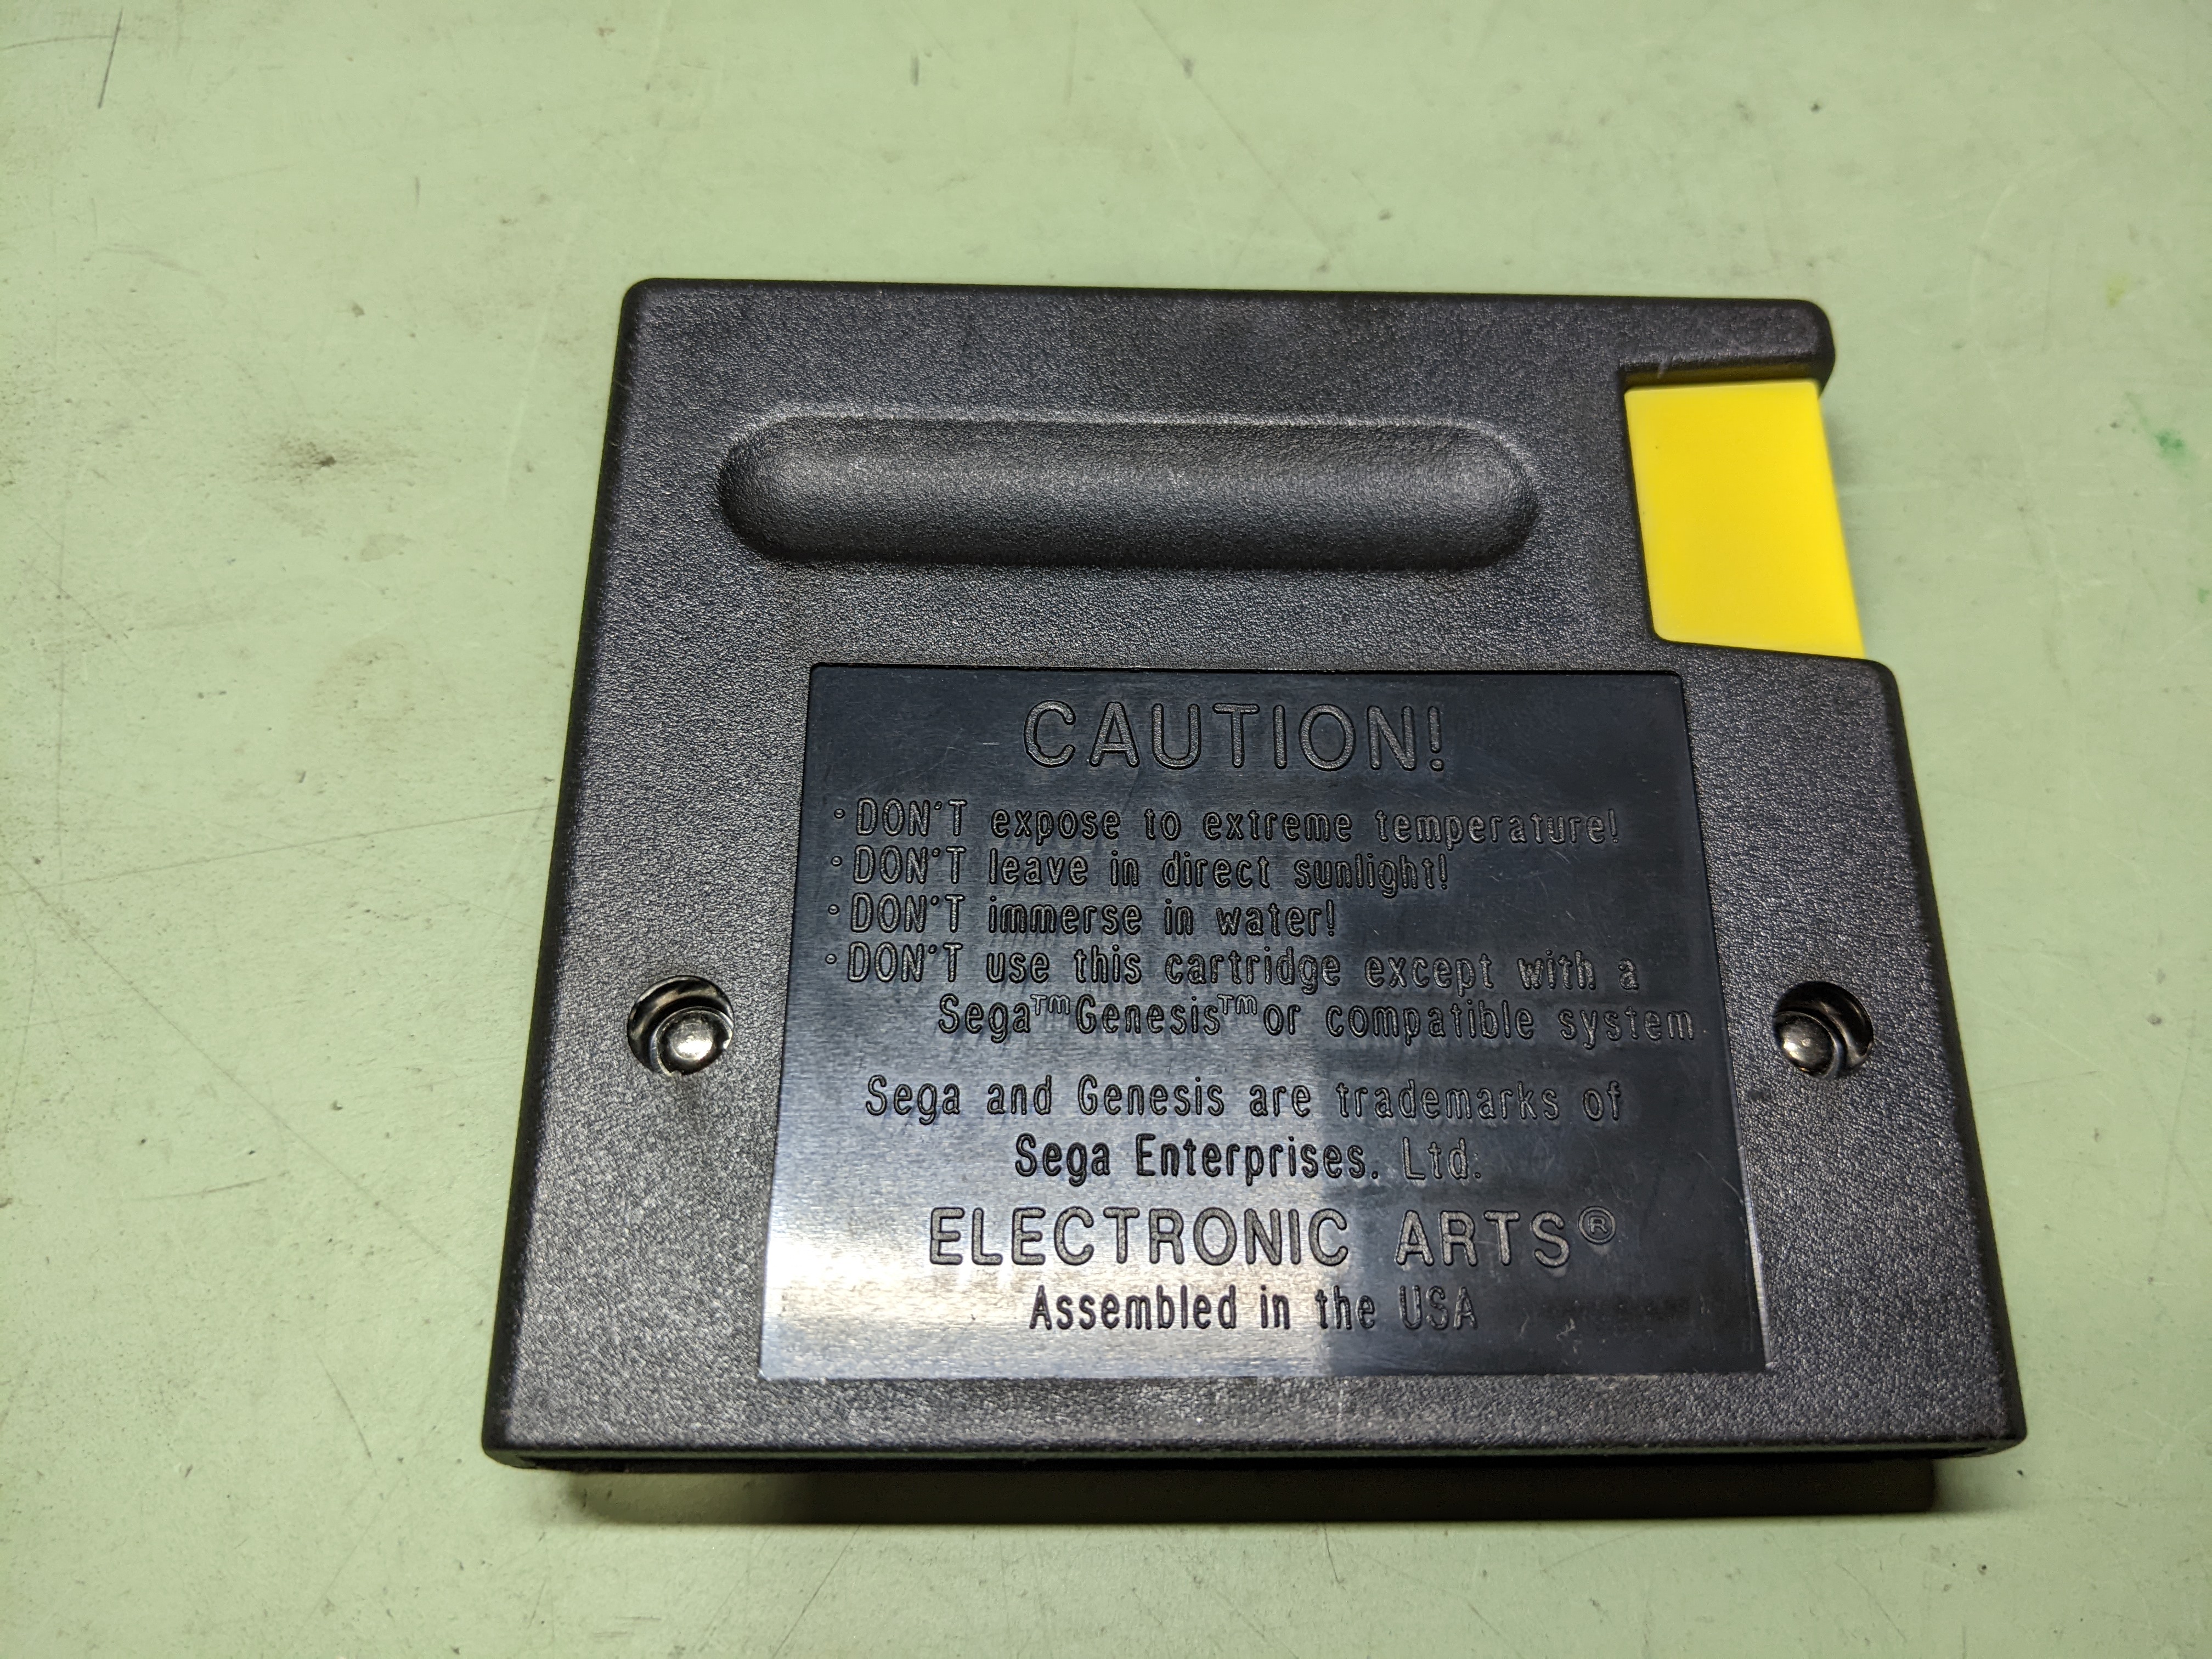 CAUTION!
·DON'T expose to extreme temperature!
·DON'T leave in direct sunlight!
·DON'T immerse in water!
·DON'T use this cartridge except with a
Sega™Genesis™or compatible system
Sega and Genesis are trademarks of
Sega Enterprises. Ltd.
ELECTRONIC ARTS®
Assembled in the USA